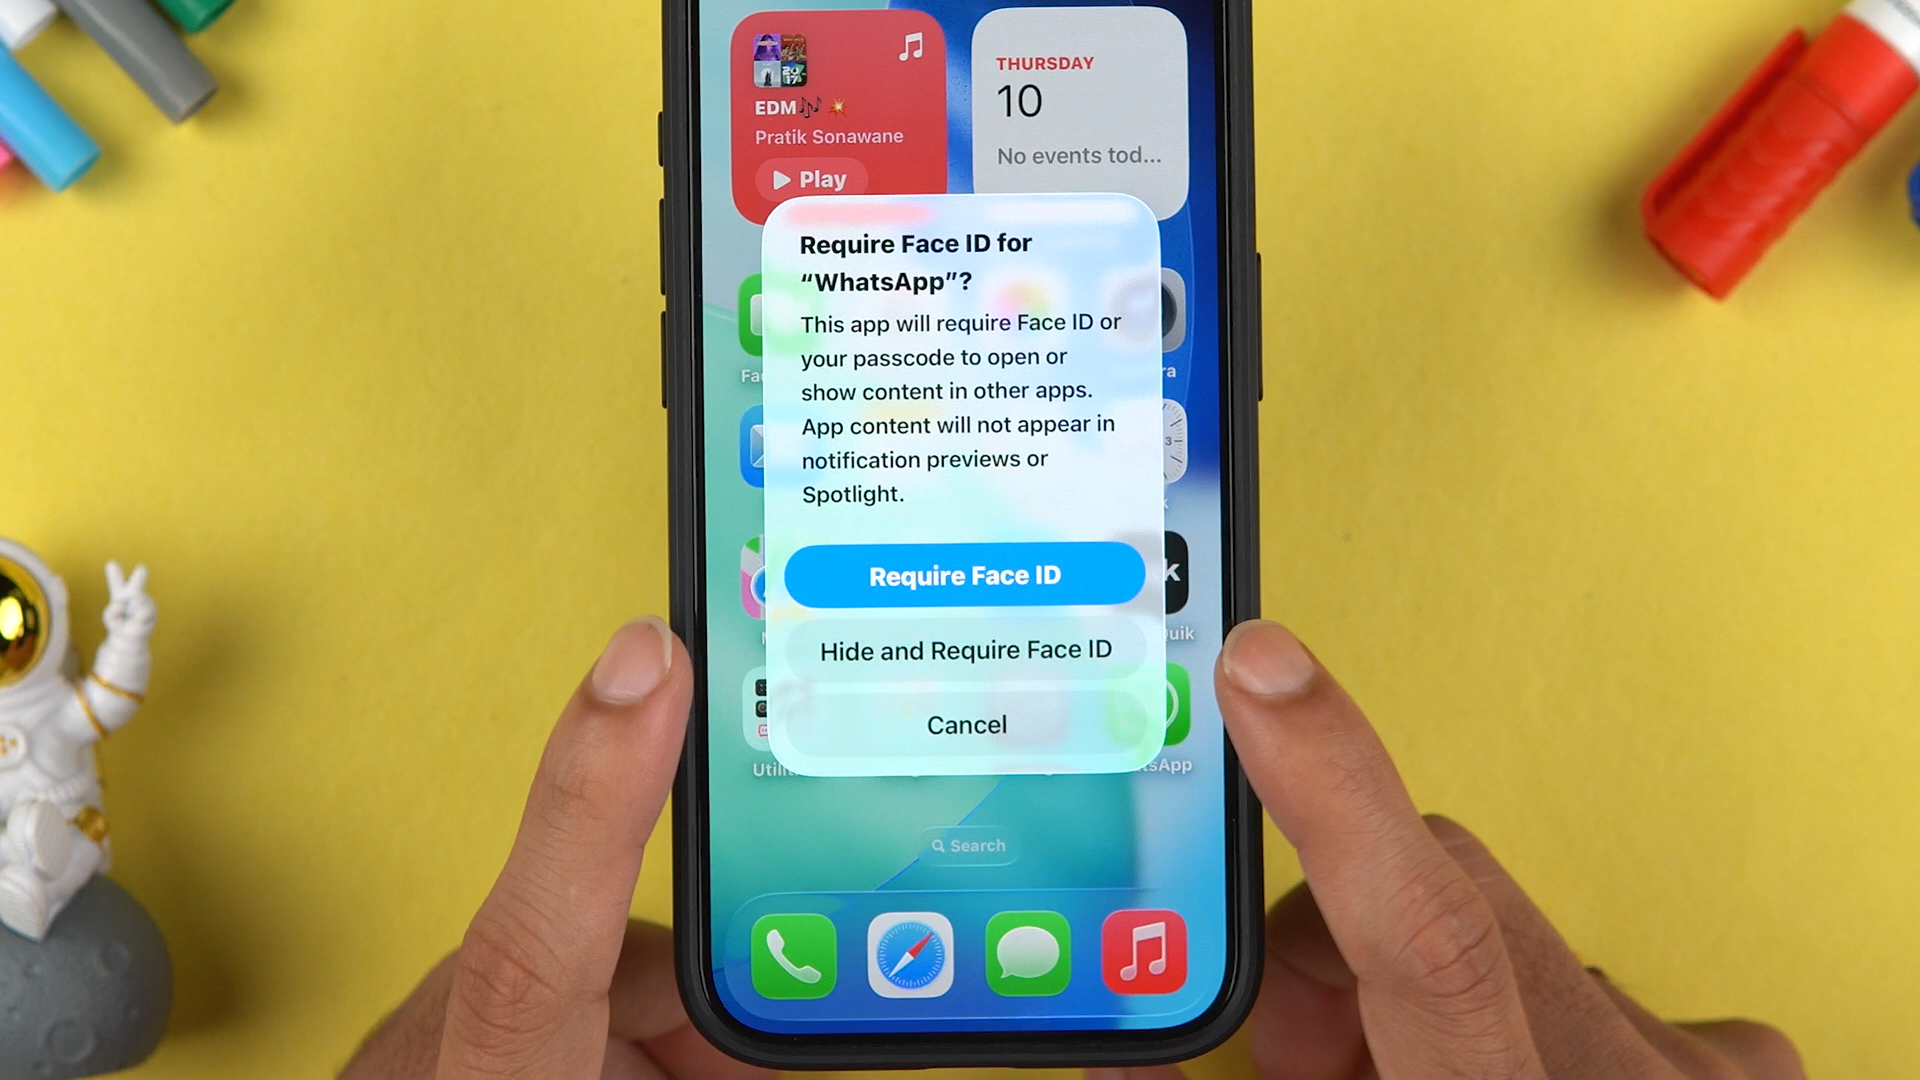 EDM🎶 💥
Pratik Sonawane
Play
THURSDAY
10
No events tod...
2017
Require Face ID for
“WhatsApp”?
This app will require Face ID or
your passcode to open or
show content in other apps.
App content will not appear in
notification previews or
Spotlight.
Require Face ID
Hide and Require Face ID
Cancel
Search